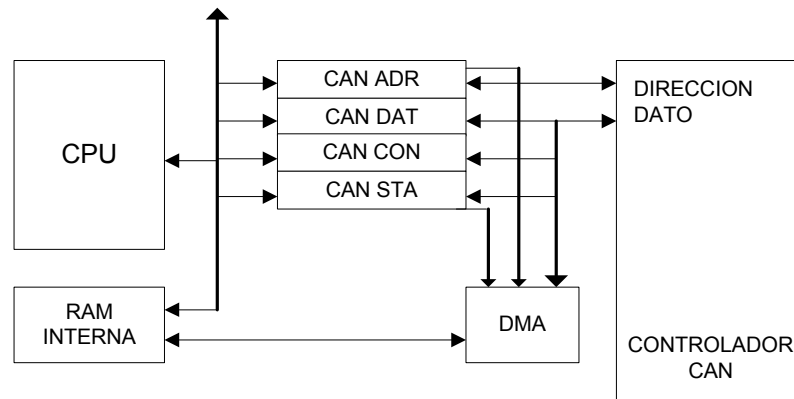 CPU
CAN ADR
CAN DAT
CAN CON
CAN STA
DIRECCION
DATO
RAM
INTERNA
DMA
CONTROLADOR
CAN